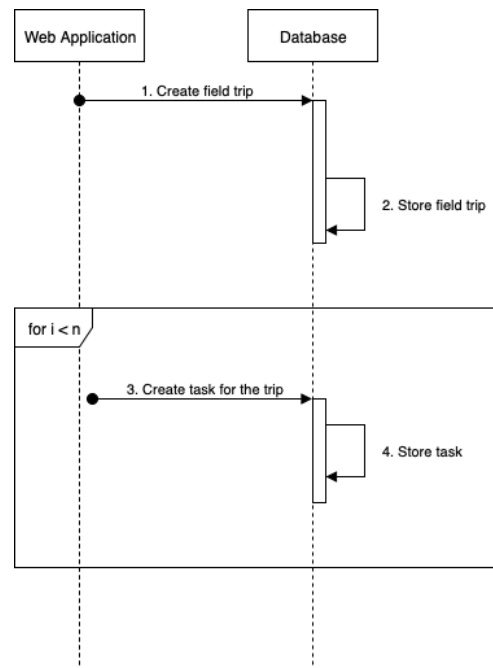 Web Application
Database
1. Create field trip
2. Store field trip
for i < n
3. Create task for the trip
4. Store task